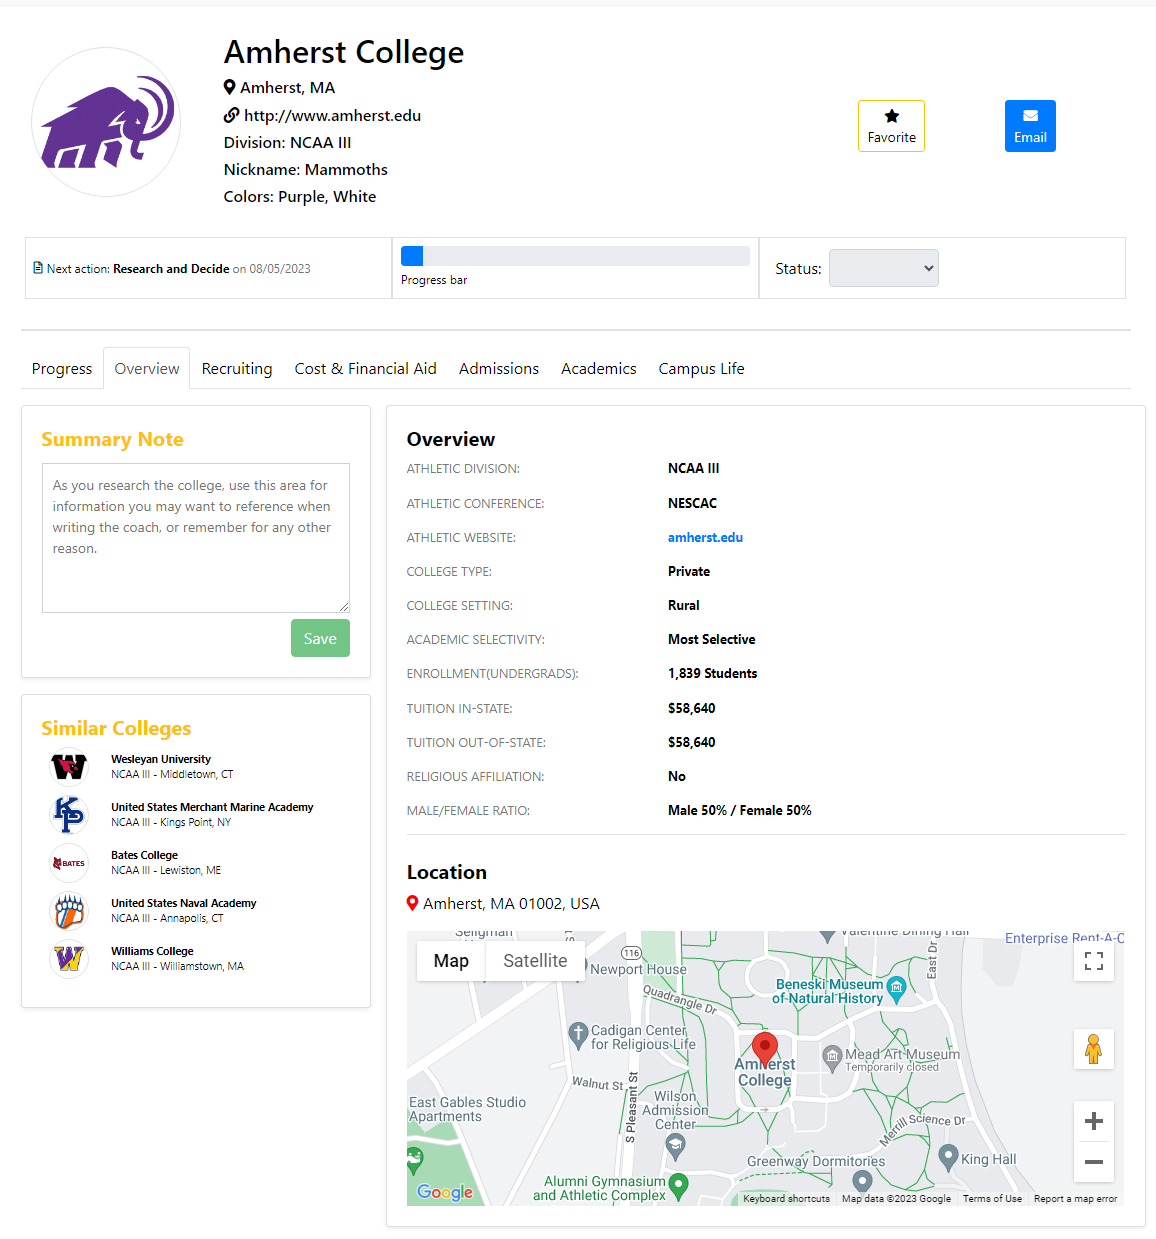 Amherst College
Amherst, MA
http://www.amherst.edu
Division: NCAA III
Nickname: Mammoths
Colors: Purple, White
Favorite
Email
Next action: Research and Decide on 08/05/2023
Progress bar
Status:
Progress
Overview
Recruiting
Cost & Financial Aid
Admissions
Academics
Campus Life
Summary Note
As you research the college, use this area for
information you may want to reference when
writing the coach, or remember for any other
reason.
Save
Similar Colleges
W
Wesleyan University
NCAA III - Middletown, CT
KP
United States Merchant Marine Academy
NCAA III - Kings Point, NY
BATES
Bates College
NCAA III - Lewiston, ME
United States Naval Academy
NCAA III - Annapolis, CT
W
Williams College
NCAA III - Williamstown, MA
Overview
ATHLETIC DIVISION: NCAA III
ATHLETIC CONFERENCE: NESCAC
ATHLETIC WEBSITE: amherst.edu
COLLEGE TYPE: Private
COLLEGE SETTING: Rural
ACADEMIC SELECTIVITY: Most Selective
ENROLLMENT(UNDERGRADS): 1,839 Students
TUITION IN-STATE: $58,640
TUITION OUT-OF-STATE: $58,640
RELIGIOUS AFFILIATION: No
MALE/FEMALE RATIO: Male 50% / Female 50%
Location
Amherst, MA 01002, USA
Seligman
Valentine Dining Hall
Enterprise Rent-A-C
Map
Satellite
116
Newport House
East Dr
Beneski Museum
of Natural History
Quadrangle Dr
Cadigan Center
for Religious Life
Amherst
College
Mead Art Museum
Temporarily closed
Walnut St
S Pleasant St
East Gables Studio
Apartments
Wilson
Admission
Center
Merrill Science Dr
Greenway Dormitories
King Hall
Alumni Gymnasium
and Athletic Complex
Google
Keyboard shortcuts
Map data ©2023 Google
Terms of Use
Report a map error